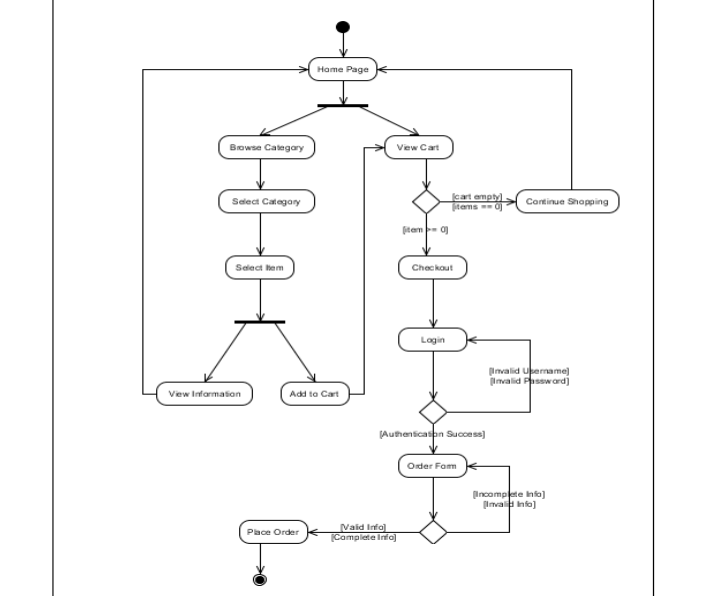 Home Page
Browse Category
View Cart
[cart empty]
Select Category
[items == 0]
Continue Shopping
[item >= 0]
Select Item
Checkout
Login
[Invalid Username]
[Invalid Password]
View Information
Add to Cart
[Authentication Success]
Order Form
[Incomplete Info]
[Invalid Info]
[Valid Info]
Place Order
[Complete Info]